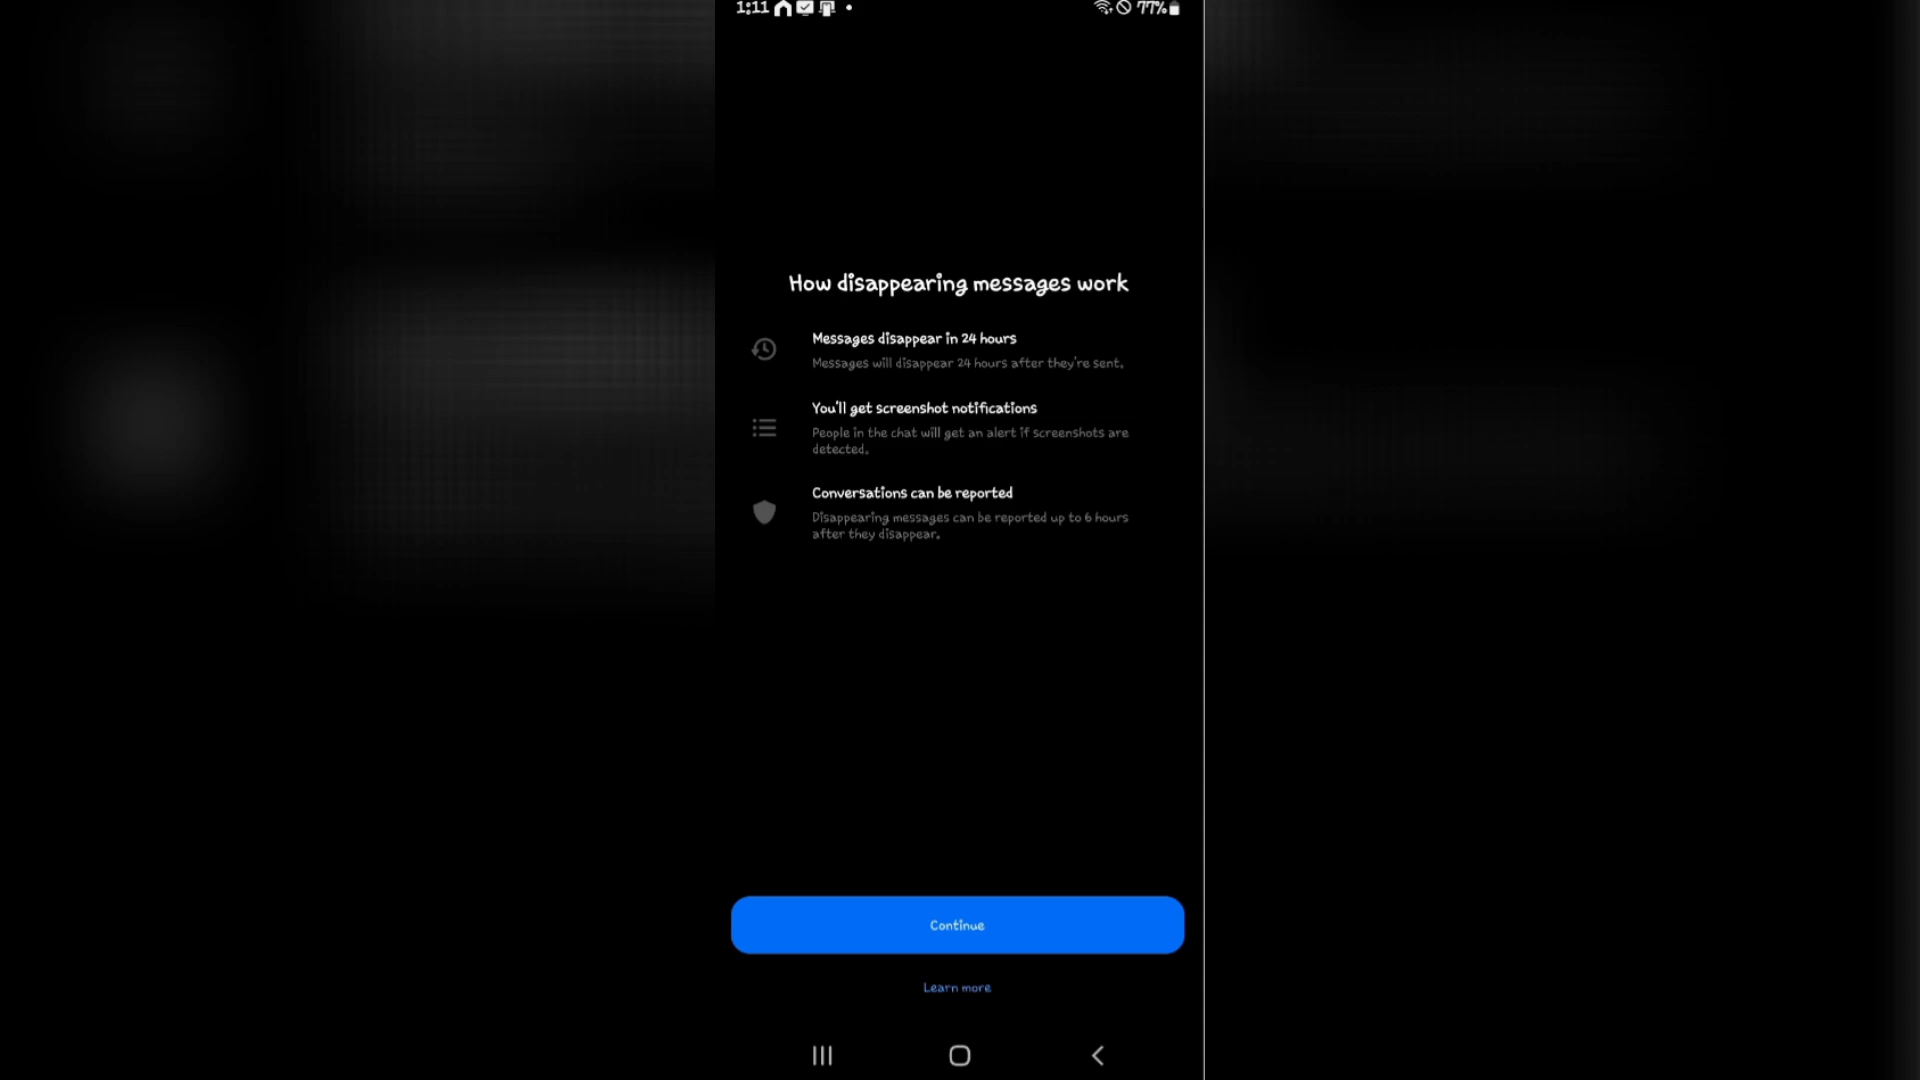 1:11
77%
How disappearing messages work
Messages disappear in 24 hours
Messages will disappear 24 hours after they're sent.
You'll get screenshot notifications
People in the chat will get an alert if screenshots are
detected.
Conversations can be reported
Disappearing messages can be reported up to 6 hours
after they disappear.
Continue
Learn more